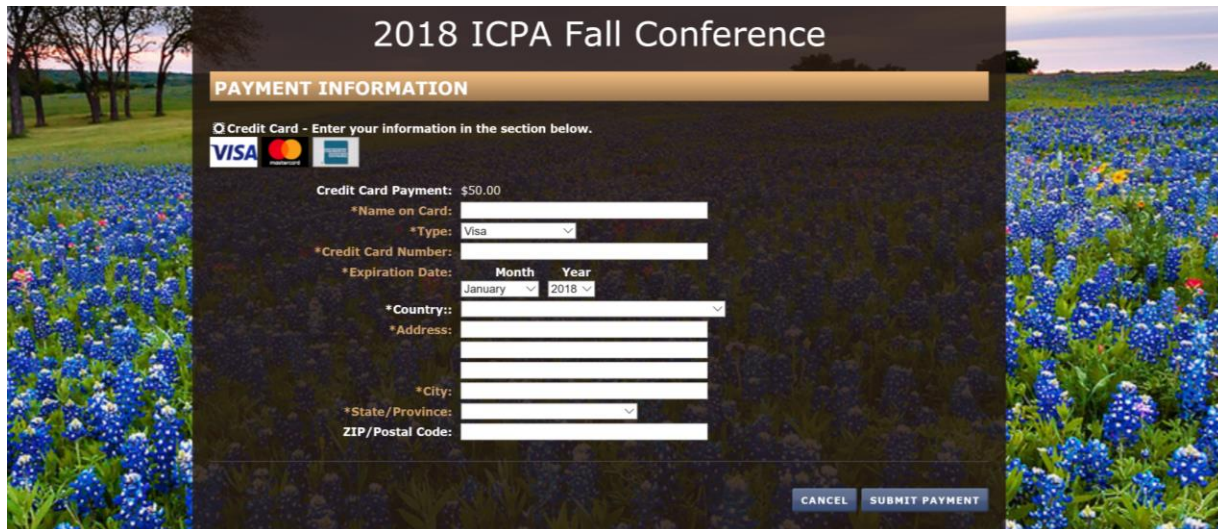 2018 ICPA Fall Conference
PAYMENT INFORMATION
Credit Card - Enter your information in the section below.
VISA mastercard
Credit Card Payment: $50.00
*Name on Card:
*Type: Visa
*Credit Card Number:
*Expiration Date: Month Year
January 2018
*Country::
*Address:
*City:
*State/Province:
ZIP/Postal Code:
CANCEL SUBMIT PAYMENT